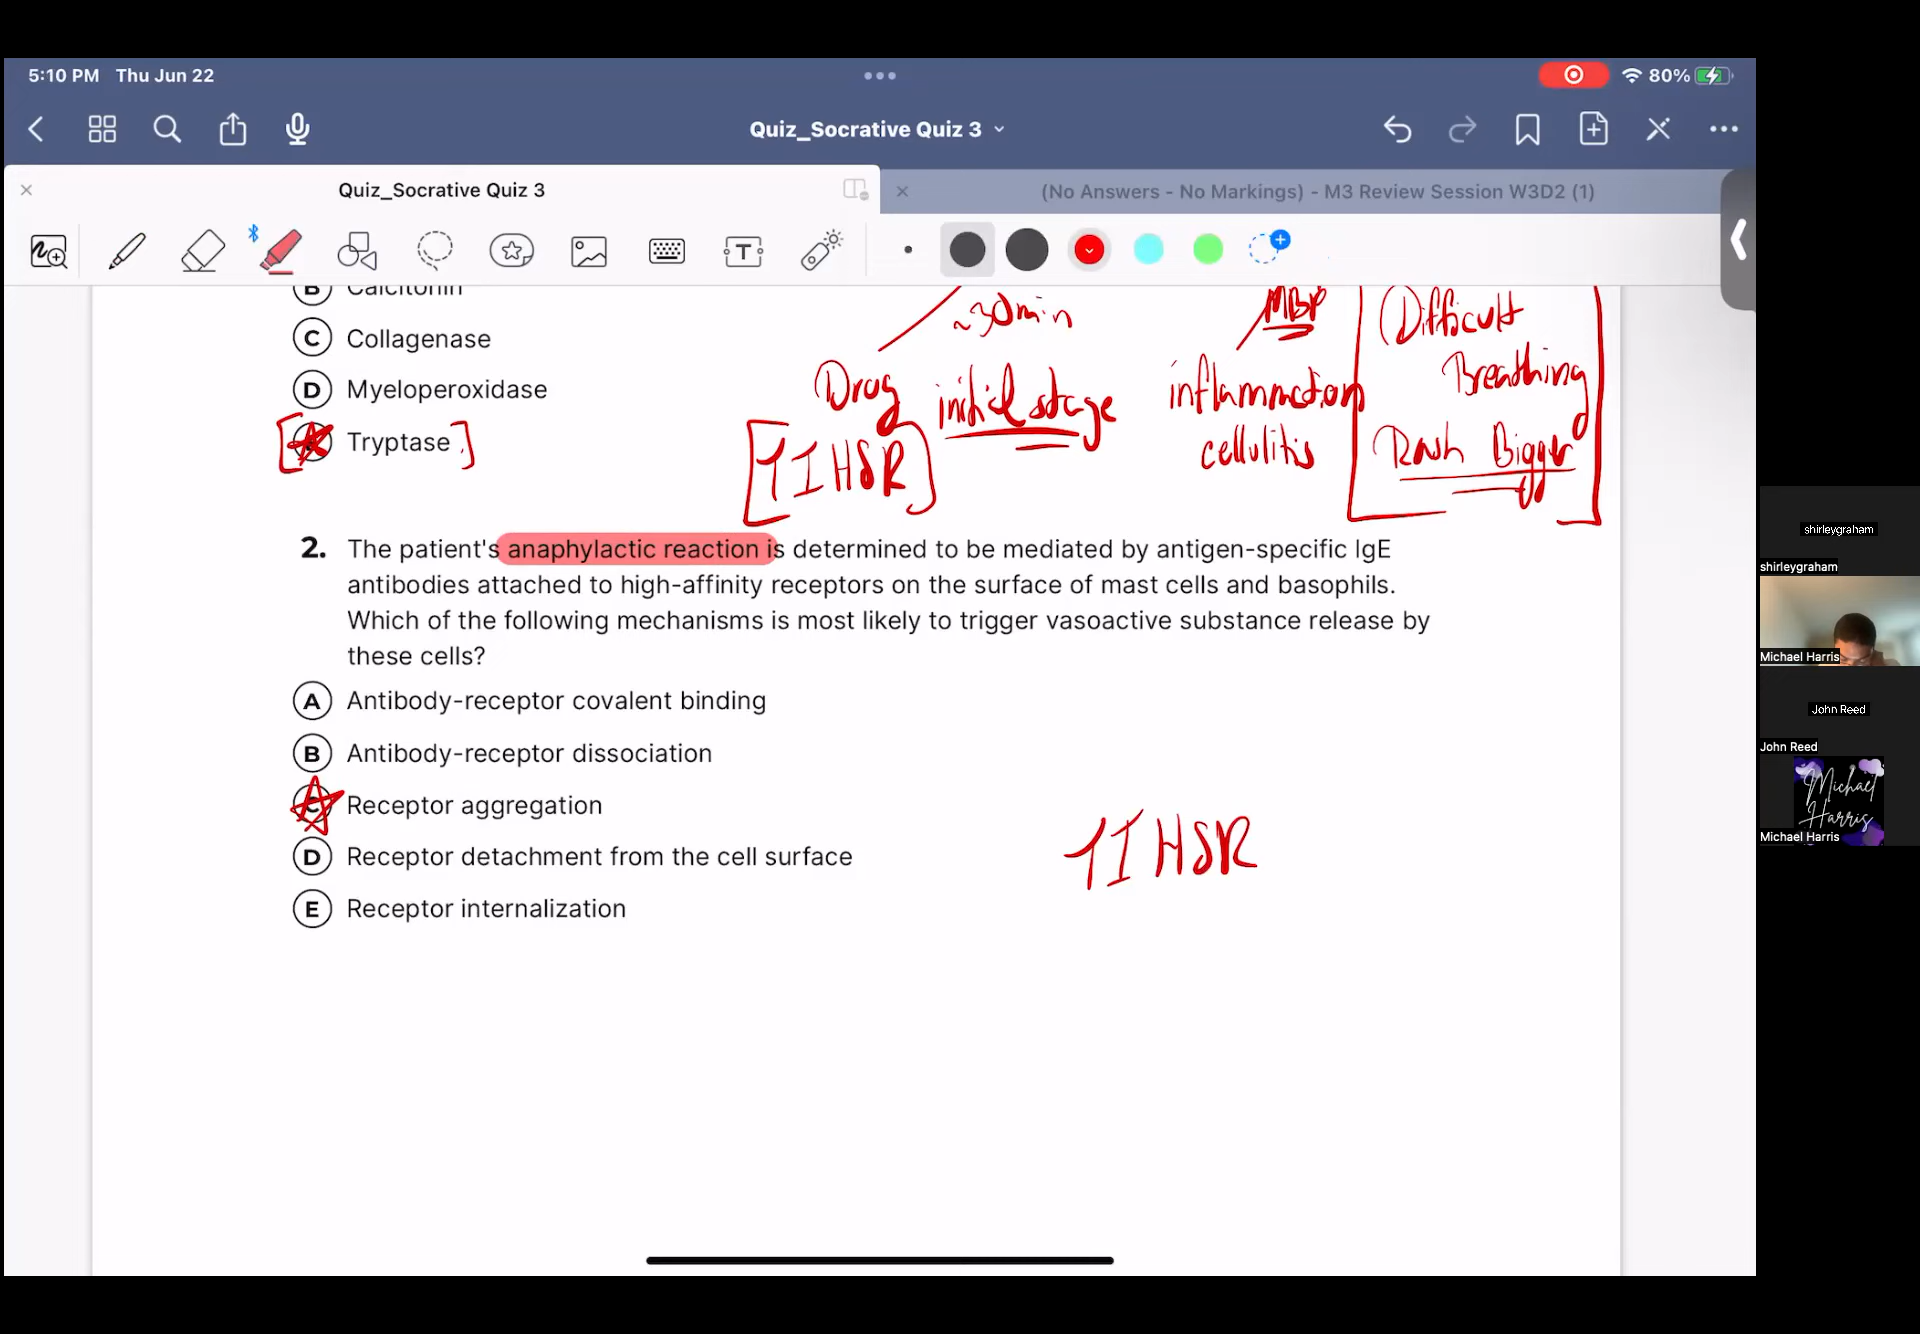 5:10 PM Thu Jun 22
80%
Quiz_Socrative Quiz 3
Quiz_Socrative Quiz 3
(No Answers - No Markings) - M3 Review Session W3D2 (1)
B Calcitonin
C Collagenase
D Myeloperoxidase
Tryptase
~30min
Drug
initial stage
T1HSR
MBP
inflammation
cellulitis
Difficult
Breathing
Rash Bigger
2. The patient's anaphylactic reaction is determined to be mediated by antigen-specific IgE
antibodies attached to high-affinity receptors on the surface of mast cells and basophils.
Which of the following mechanisms is most likely to trigger vasoactive substance release by
these cells?
A Antibody-receptor covalent binding
B Antibody-receptor dissociation
C Receptor aggregation
D Receptor detachment from the cell surface
E Receptor internalization
T1HSR
shirleygraham
shirleygraham
Michael Harris
John Reed
John Reed
Michael
Harris
Michael Harris